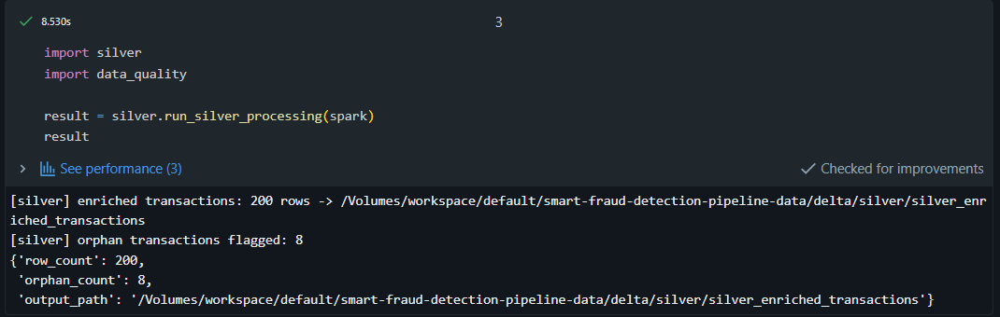 8.530s
3
import silver
import data_quality
result = silver.run_silver_processing(spark)
result
See performance (3)
Checked for improvements
[silver] enriched transactions: 200 rows -> /Volumes/workspace/default/smart-fraud-detection-pipeline-data/delta/silver/silver_enr
iched_transactions
[silver] orphan transactions flagged: 8
{'row_count': 200,
 'orphan_count': 8,
 'output_path': '/Volumes/workspace/default/smart-fraud-detection-pipeline-data/delta/silver/silver_enriched_transactions'}